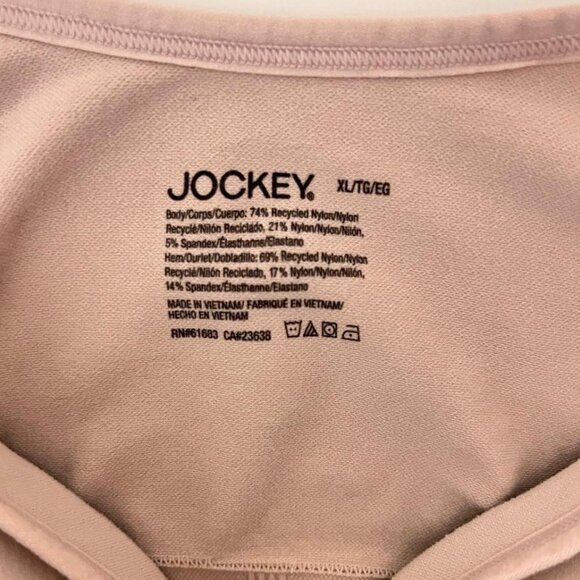 JOCKEY® XL/TG/EG
Body/Corps/Cuerpo: 74% Recycled Nylon/Nylon
Recyclé/Nilón Reciclado, 21% Nylon/Nylon/Nilón,
5% Spandex/Élasthanne/Elastano
Hem/Ourlet/Dobladillo: 69% Recycled Nylon/Nylon
Recyclé/Nilón Reciclado, 17% Nylon/Nylon/Nilón,
14% Spandex/Élasthanne/Elastano
MADE IN VIETNAM/ FABRIQUÉ EN VIETNAM/
HECHO EN VIETNAM
RN#61683 CA#23638